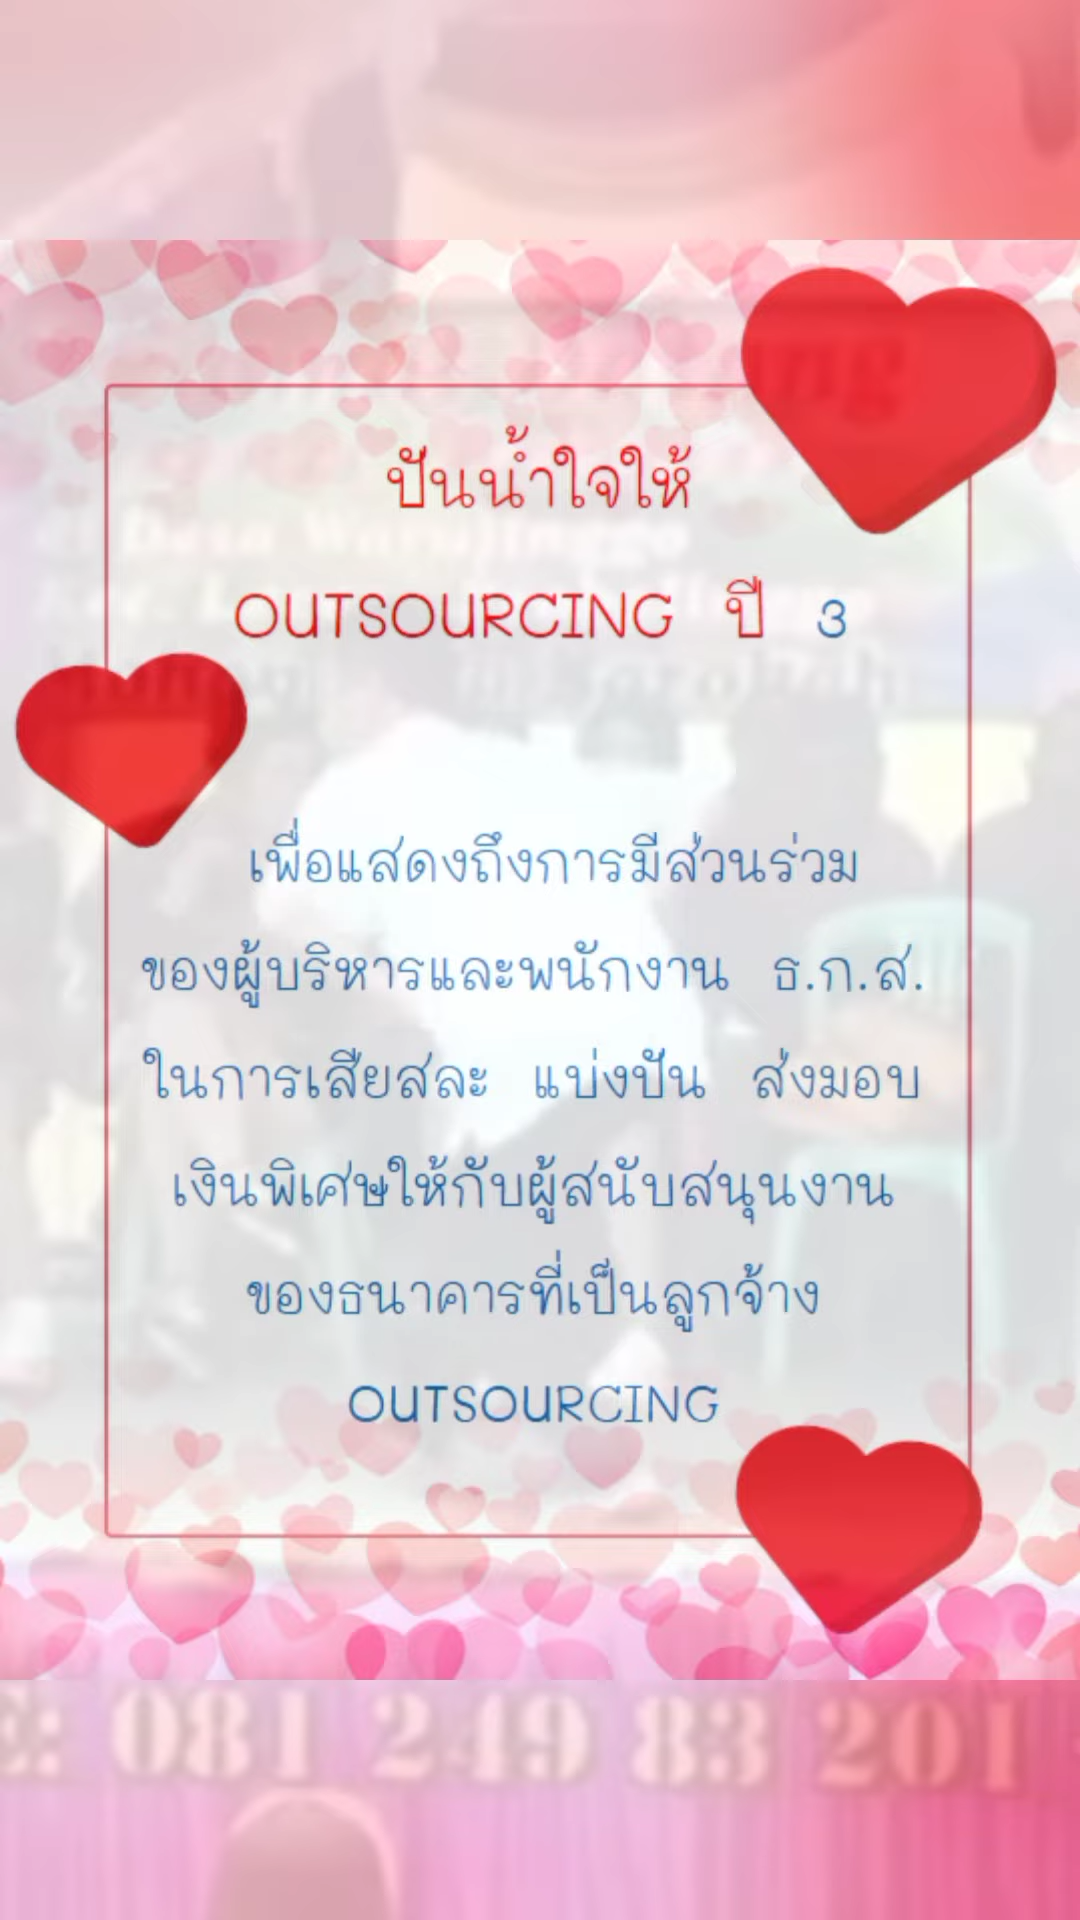 ปันน้ำใจให้
OUTSOURCING ปี 3
เพื่อแสดงถึงการมีส่วนร่วม
ของผู้บริหารและพนักงาน ธ.ก.ส.
ในการเสียสละ แบ่งปัน ส่งมอบ
เงินพิเศษให้กับผู้สนับสนุนงาน
ของธนาคารที่เป็นลูกจ้าง
OUTSOURCING
E: 081 249 83 201